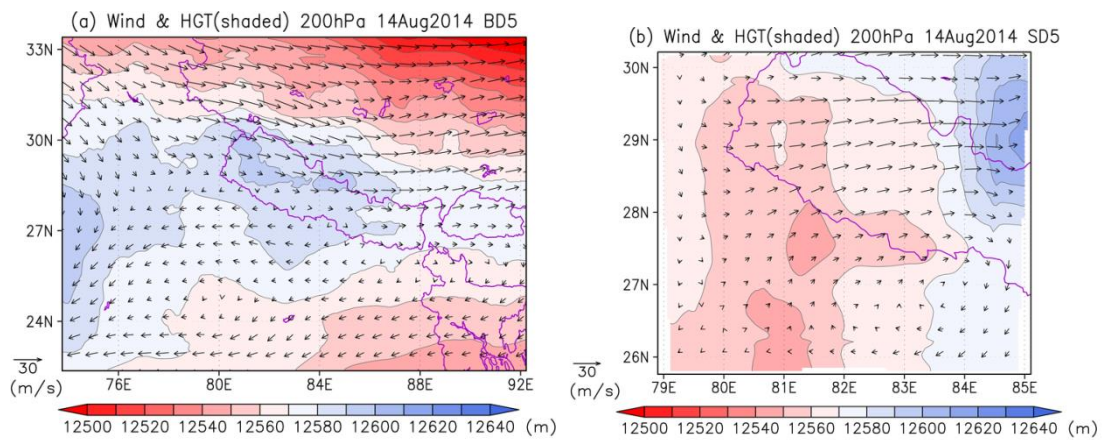 (a) Wind & HGT(shaded) 200hPa 14Aug2014 BD5
33N
30N
27N
24N
30
(m/s)
76E 80E 84E 88E 92E
12500 12520 12540 12560 12580 12600 12620 12640 (m)
(b) Wind & HGT(shaded) 200hPa 14Aug2014 SD5
30N
29N
28N
27N
26N
30
(m/s)
79E 80E 81E 82E 83E 84E 85E
12500 12520 12540 12560 12580 12600 12620 12640 (m)